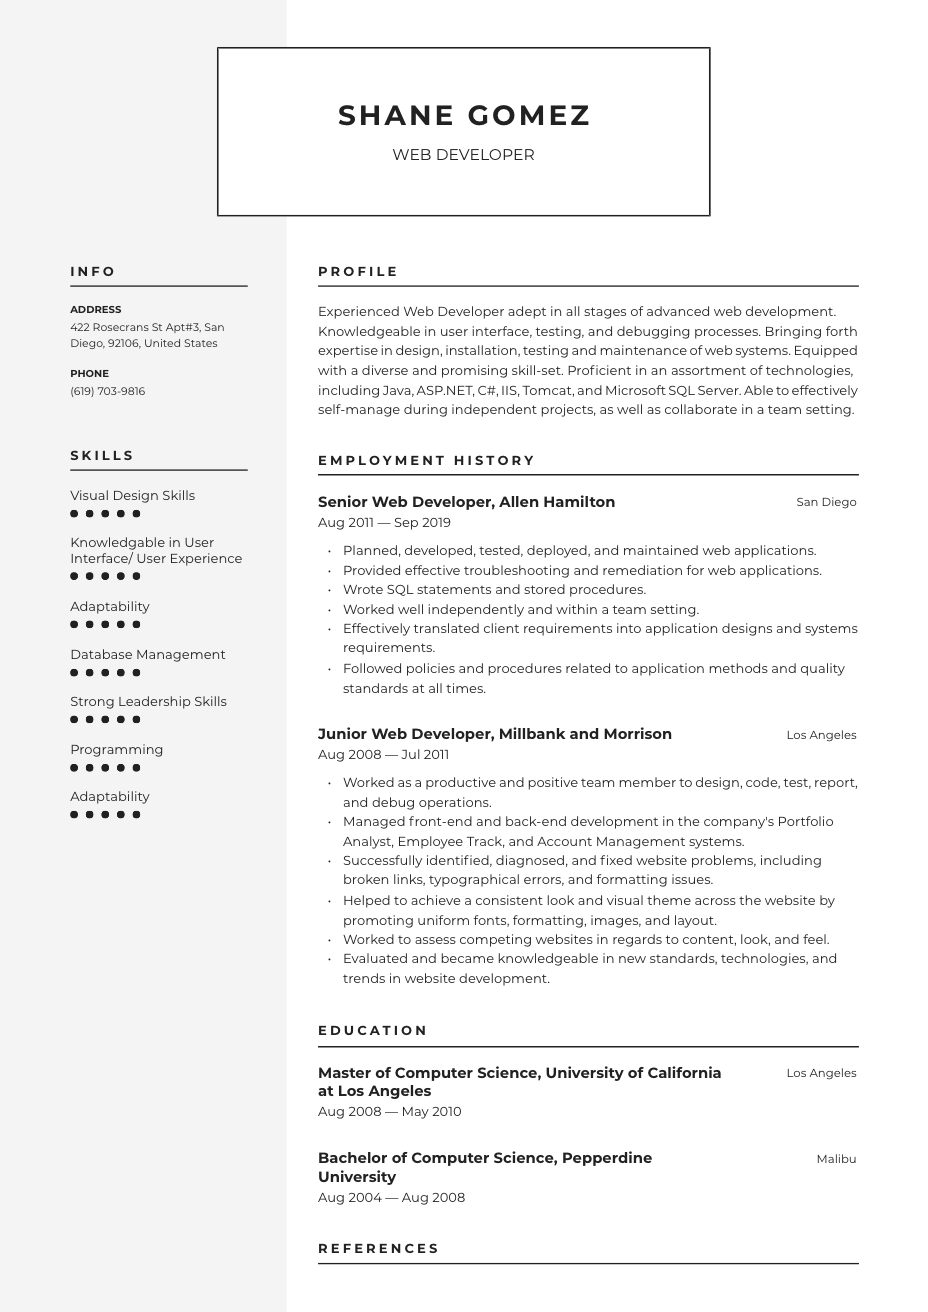 SHANE GOMEZ
WEB DEVELOPER
INFO
ADDRESS
422 Rosecrans St Apt#3, San
Diego, 92106, United States
PHONE
(619) 703-9816
SKILLS
Visual Design Skills
Knowledgable in User
Interface/ User Experience
Adaptability
Database Management
Strong Leadership Skills
Programming
Adaptability
PROFILE
Experienced Web Developer adept in all stages of advanced web development.
Knowledgeable in user interface, testing, and debugging processes. Bringing forth
expertise in design, installation, testing and maintenance of web systems. Equipped
with a diverse and promising skill-set. Proficient in an assortment of technologies,
including Java, ASP.NET, C#, IIS, Tomcat, and Microsoft SQL Server. Able to effectively
self-manage during independent projects, as well as collaborate in a team setting.
EMPLOYMENT HISTORY
Senior Web Developer, Allen Hamilton
San Diego
Aug 2011 — Sep 2019
• Planned, developed, tested, deployed, and maintained web applications.
• Provided effective troubleshooting and remediation for web applications.
• Wrote SQL statements and stored procedures.
• Worked well independently and within a team setting.
• Effectively translated client requirements into application designs and systems
requirements.
• Followed policies and procedures related to application methods and quality
standards at all times.
Junior Web Developer, Millbank and Morrison
Los Angeles
Aug 2008 — Jul 2011
• Worked as a productive and positive team member to design, code, test, report,
and debug operations.
• Managed front-end and back-end development in the company's Portfolio
Analyst, Employee Track, and Account Management systems.
• Successfully identified, diagnosed, and fixed website problems, including
broken links, typographical errors, and formatting issues.
• Helped to achieve a consistent look and visual theme across the website by
promoting uniform fonts, formatting, images, and layout.
• Worked to assess competing websites in regards to content, look, and feel.
• Evaluated and became knowledgeable in new standards, technologies, and
trends in website development.
EDUCATION
Master of Computer Science, University of California
at Los Angeles
Los Angeles
Aug 2008 — May 2010
Bachelor of Computer Science, Pepperdine
University
Malibu
Aug 2004 — Aug 2008
REFERENCES